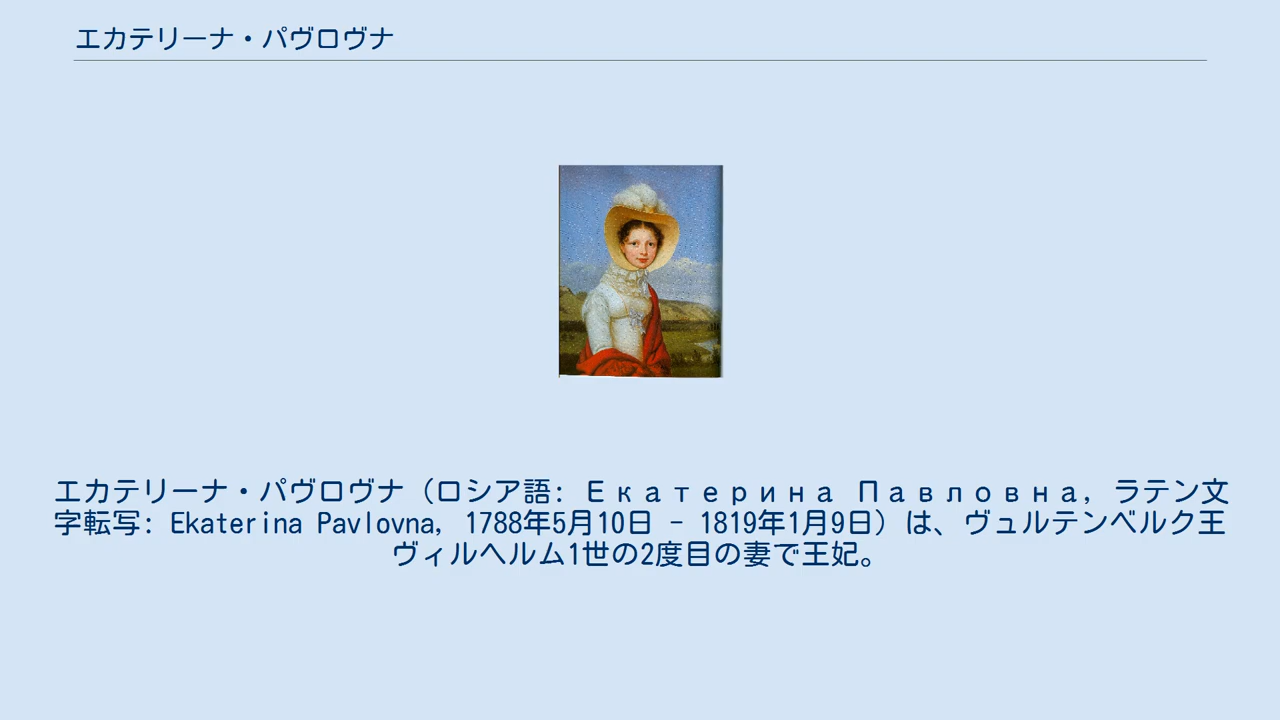 エカテリーナ・パヴロヴナ
エカテリーナ・パヴロヴナ（ロシア語: Екатерина Павловна, ラテン文
字転写: Ekaterina Pavlovna, 1788年5月10日 - 1819年1月9日）は、ヴュルテンベルク王
ヴィルヘルム1世の2度目の妻で王妃。